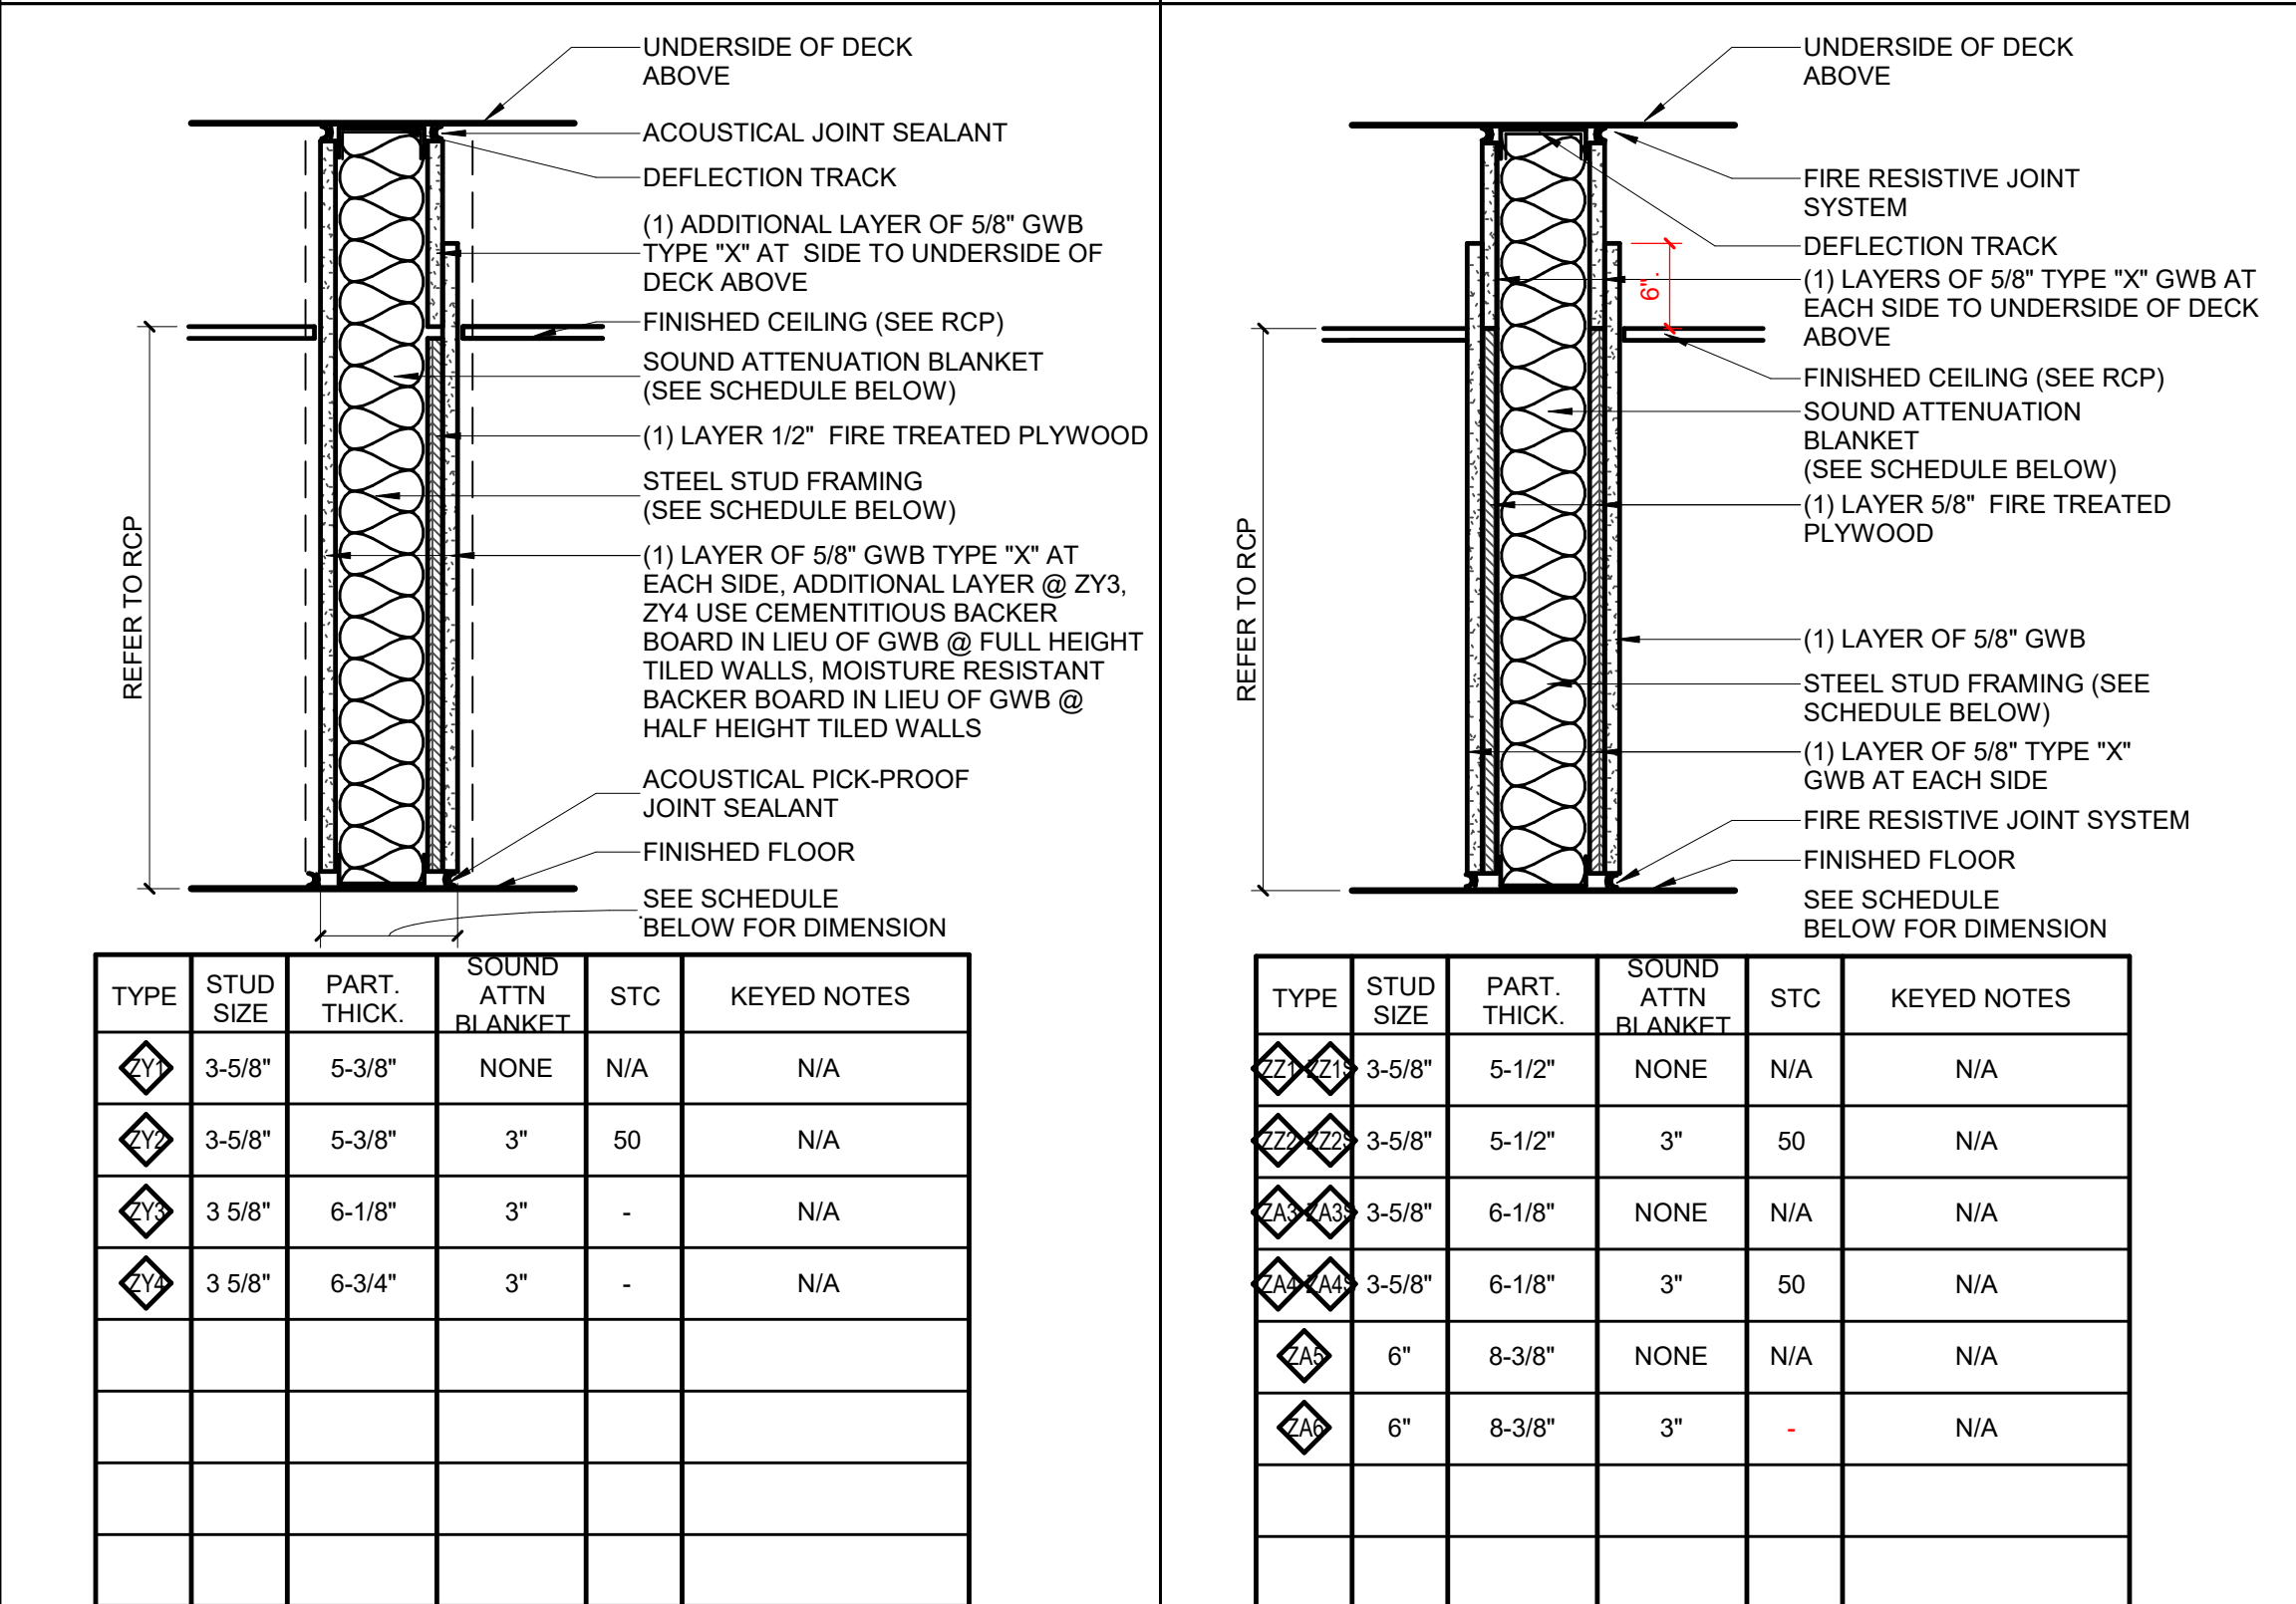 UNDERSIDE OF DECK
ABOVE
ACOUSTICAL JOINT SEALANT
DEFLECTION TRACK
(1) ADDITIONAL LAYER OF 5/8" GWB
TYPE "X" AT SIDE TO UNDERSIDE OF
DECK ABOVE
FINISHED CEILING (SEE RCP)
SOUND ATTENUATION BLANKET
(SEE SCHEDULE BELOW)
(1) LAYER 1/2" FIRE TREATED PLYWOOD
STEEL STUD FRAMING
(SEE SCHEDULE BELOW)
(1) LAYER OF 5/8" GWB TYPE "X" AT
EACH SIDE, ADDITIONAL LAYER @ ZY3,
ZY4 USE CEMENTITIOUS BACKER
BOARD IN LIEU OF GWB @ FULL HEIGHT
TILED WALLS, MOISTURE RESISTANT
BACKER BOARD IN LIEU OF GWB @
HALF HEIGHT TILED WALLS
ACOUSTICAL PICK-PROOF
JOINT SEALANT
FINISHED FLOOR
SEE SCHEDULE
BELOW FOR DIMENSION
REFER TO RCP
TYPE STUD SIZE PART. THICK. SOUND ATTN BLANKET STC KEYED NOTES
ZY1 3-5/8" 5-3/8" NONE N/A N/A
ZY2 3-5/8" 5-3/8" 3" 50 N/A
ZY3 3 5/8" 6-1/8" 3" - N/A
ZY4 3 5/8" 6-3/4" 3" - N/A
UNDERSIDE OF DECK
ABOVE
FIRE RESISTIVE JOINT
SYSTEM
DEFLECTION TRACK
(1) LAYERS OF 5/8" TYPE "X" GWB AT
EACH SIDE TO UNDERSIDE OF DECK
ABOVE
FINISHED CEILING (SEE RCP)
SOUND ATTENUATION
BLANKET
(SEE SCHEDULE BELOW)
(1) LAYER 5/8" FIRE TREATED
PLYWOOD
(1) LAYER OF 5/8" GWB
STEEL STUD FRAMING (SEE
SCHEDULE BELOW)
(1) LAYER OF 5/8" TYPE "X"
GWB AT EACH SIDE
FIRE RESISTIVE JOINT SYSTEM
FINISHED FLOOR
SEE SCHEDULE
BELOW FOR DIMENSION
6"
REFER TO RCP
TYPE STUD SIZE PART. THICK. SOUND ATTN BLANKET STC KEYED NOTES
ZZ1 ZZ1S 3-5/8" 5-1/2" NONE N/A N/A
ZZ2 ZZ2S 3-5/8" 5-1/2" 3" 50 N/A
ZA3 ZA3S 3-5/8" 6-1/8" NONE N/A N/A
ZA4 ZA4S 3-5/8" 6-1/8" 3" 50 N/A
ZA5 6" 8-3/8" NONE N/A N/A
ZA6 6" 8-3/8" 3" - N/A